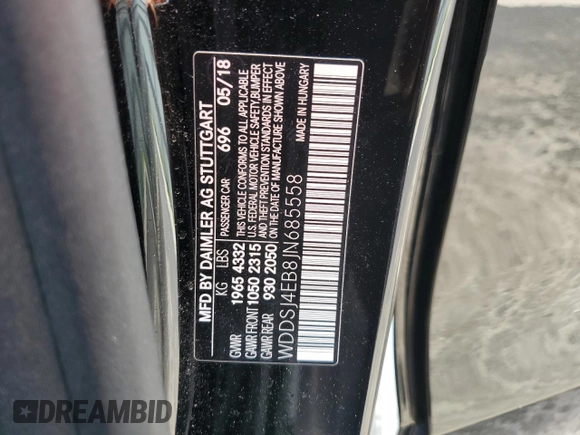 MFD BY DAIMLER AG STUTTGART
PASSENGER CAR 696 05/18
KG LBS
GVWR 1965 4332
GAWR FRONT 1050 2315
GAWR REAR 930 2050
THIS VEHICLE CONFORMS TO ALL APPLICABLE
U.S. FEDERAL MOTOR VEHICLE SAFETY, BUMPER
AND THEFT PREVENTION STANDARDS IN EFFECT
ON THE DATE OF MANUFACTURE SHOWN ABOVE
WDDSJ4EB8JN685558
MADE IN HUNGARY
DREAMBID